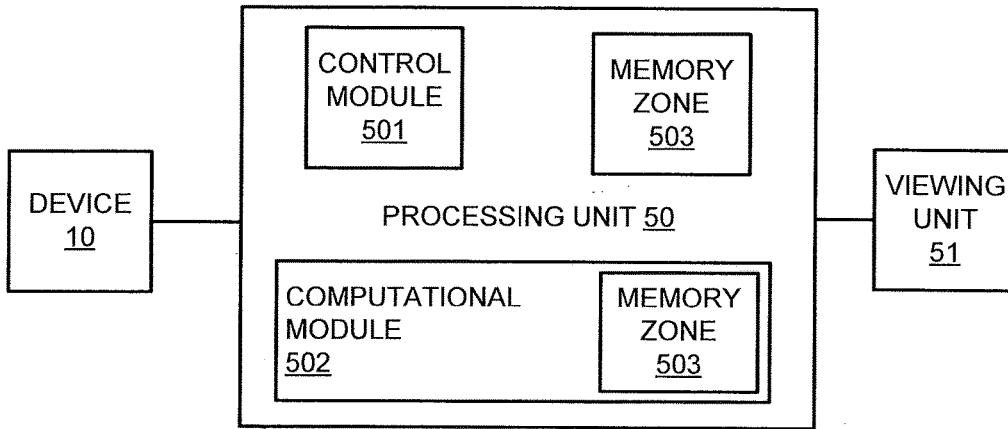 DEVICE
10
CONTROL
MODULE
501
MEMORY
ZONE
503
PROCESSING UNIT 50
COMPUTATIONAL
MODULE
502
MEMORY
ZONE
503
VIEWING
UNIT
51